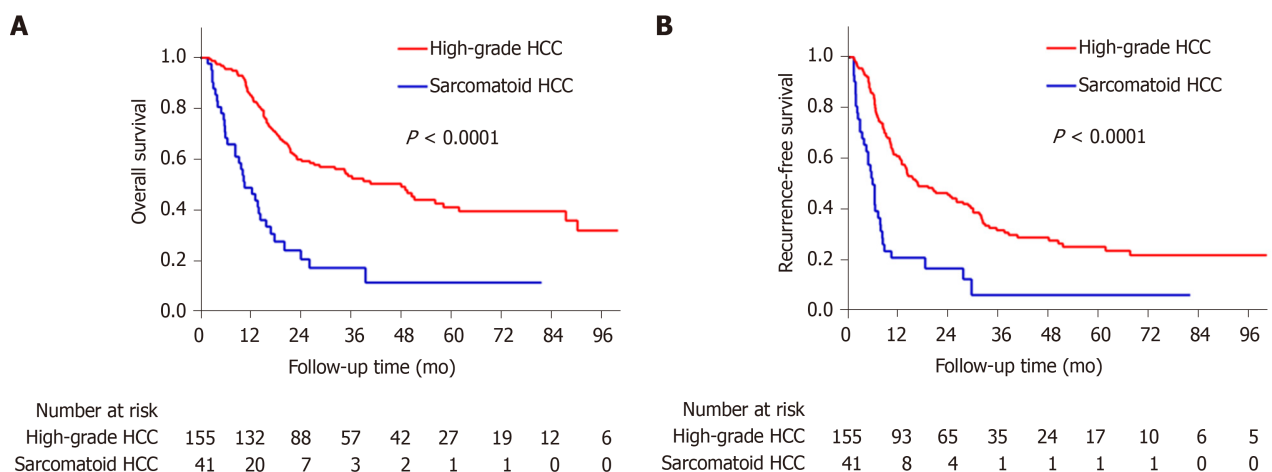 A
High-grade HCC
Sarcomatoid HCC
P < 0.0001
Overall survival
1.0
0.8
0.6
0.4
0.2
0.0
0 12 24 36 48 60 72 84 96
Follow-up time (mo)
Number at risk
High-grade HCC 155 132 88 57 42 27 19 12 6
Sarcomatoid HCC 41 20 7 3 2 1 1 0 0
B
High-grade HCC
Sarcomatoid HCC
P < 0.0001
Recurrence-free survival
1.0
0.8
0.6
0.4
0.2
0.0
0 12 24 36 48 60 72 84 96
Follow-up time (mo)
Number at risk
High-grade HCC 155 93 65 35 24 17 10 6 5
Sarcomatoid HCC 41 8 4 1 1 1 1 0 0